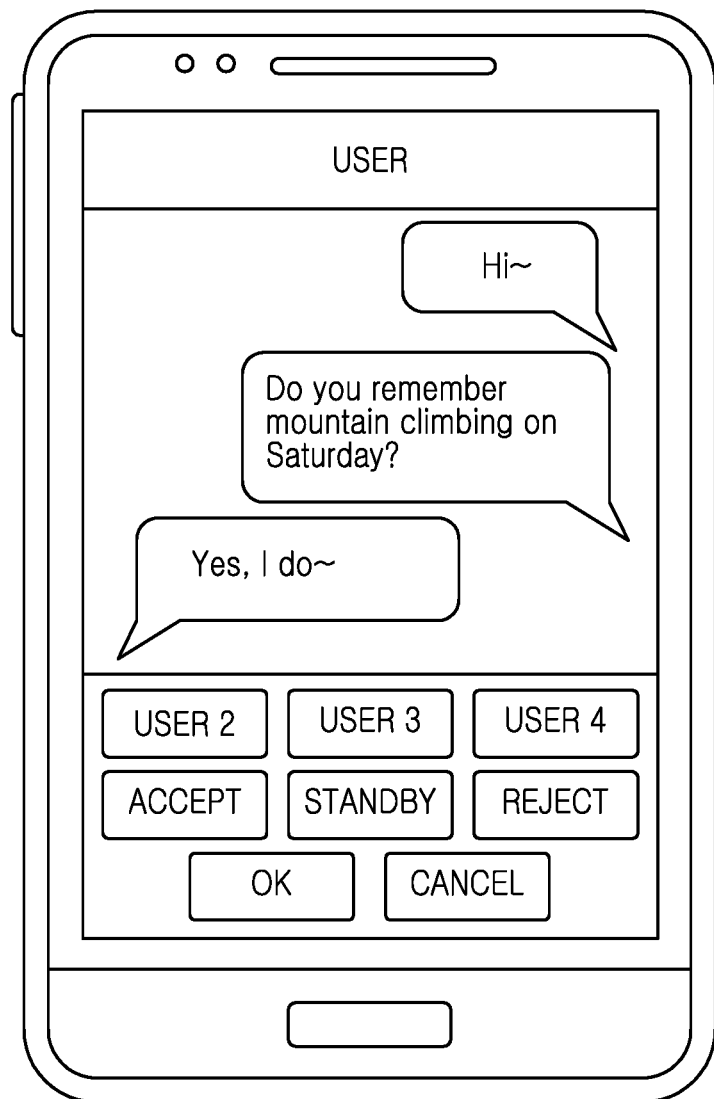 USER
Hi~
Do you remember
mountain climbing on
Saturday?
Yes, I do~
USER 2 USER 3 USER 4
ACCEPT STANDBY REJECT
OK CANCEL